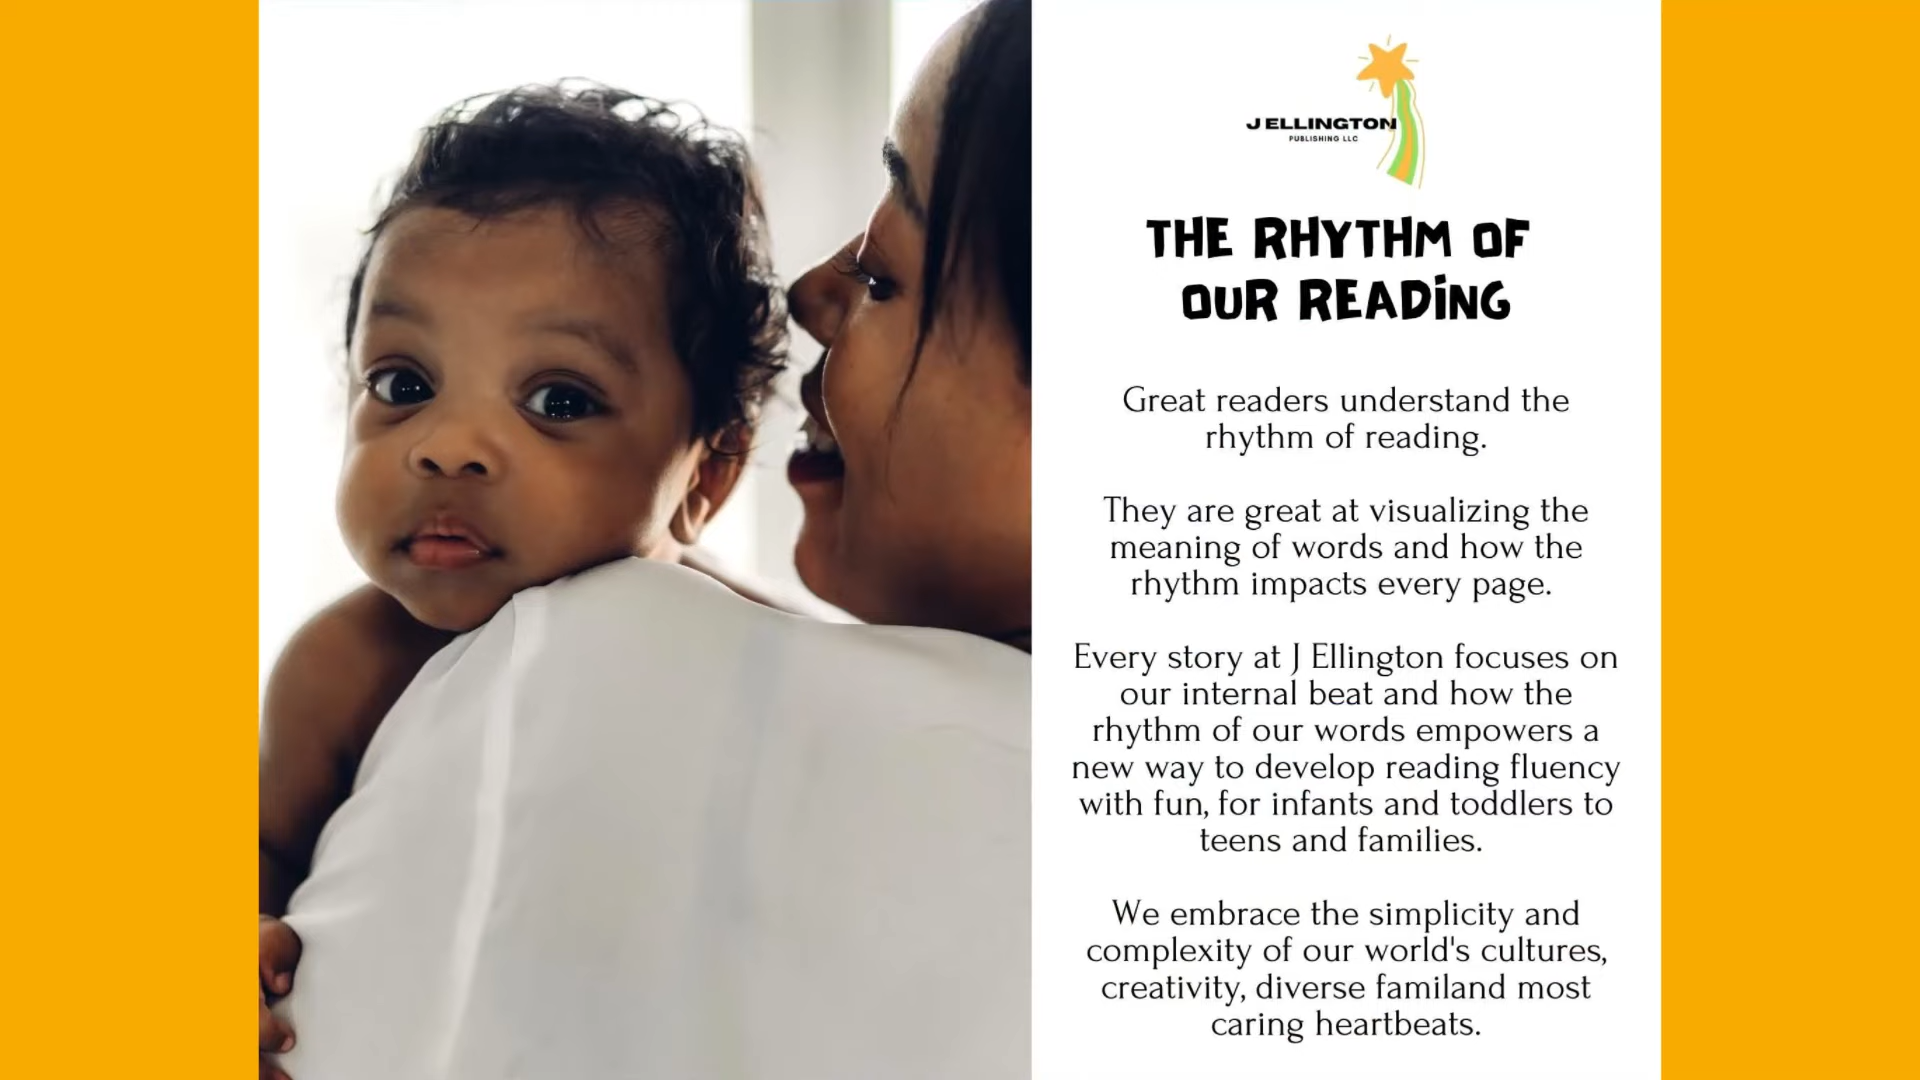 J ELLINGTON
PUBLISHING LLC
THE RHYTHM OF
OUR READING
Great readers understand the
rhythm of reading.
They are great at visualizing the
meaning of words and how the
rhythm impacts every page.
Every story at J Ellington focuses on
our internal beat and how the
rhythm of our words empowers a
new way to develop reading fluency
with fun, for infants and toddlers to
teens and families.
We embrace the simplicity and
complexity of our world's cultures,
creativity, diverse familand most
caring heartbeats.